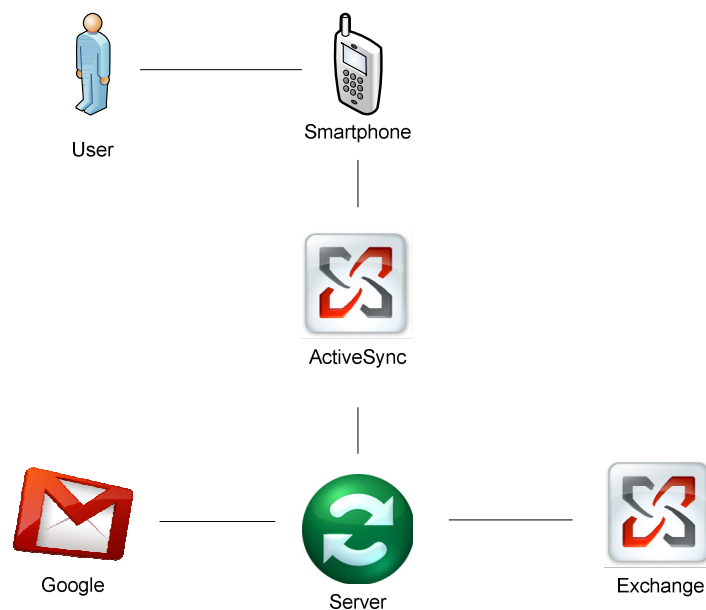 User
Smartphone
ActiveSync
Google
Server
Exchange